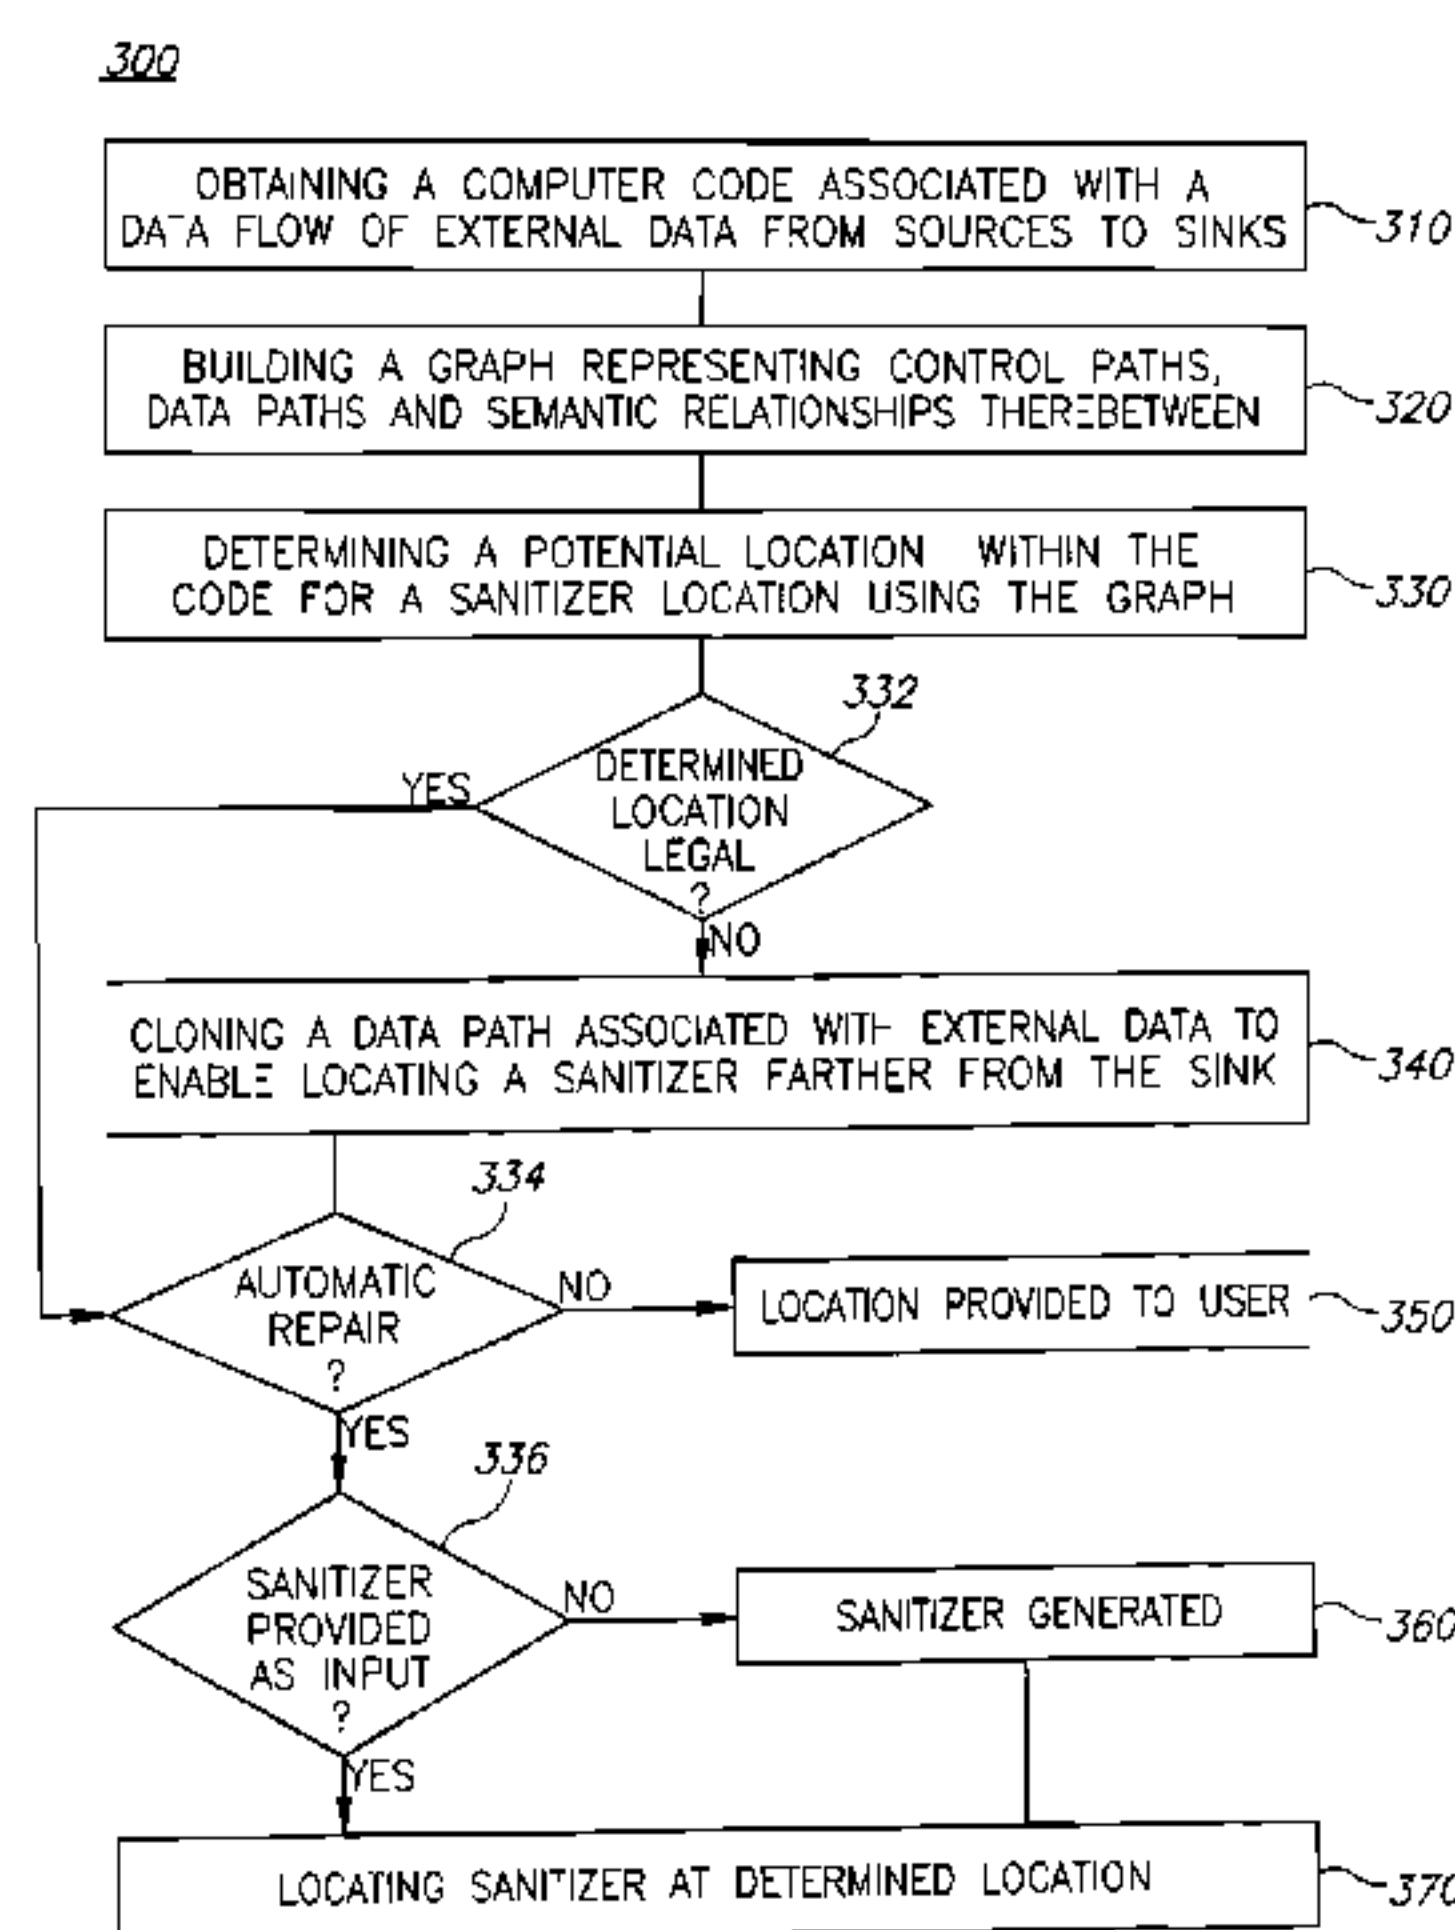 300
OBTAINING A COMPUTER CODE ASSOCIATED WITH A
DATA FLOW OF EXTERNAL DATA FROM SOURCES TO SINKS
310
BUILDING A GRAPH REPRESENTING CONTROL PATHS,
DATA PATHS AND SEMANTIC RELATIONSHIPS THEREBETWEEN
320
DETERMINING A POTENTIAL LOCATION WITHIN THE
CODE FOR A SANITIZER LOCATION USING THE GRAPH
330
332
YES
DETERMINED
LOCATION
LEGAL
?
NO
CLONING A DATA PATH ASSOCIATED WITH EXTERNAL DATA TO
ENABLE LOCATING A SANITIZER FARTHER FROM THE SINK
340
334
AUTOMATIC
REPAIR
?
NO
LOCATION PROVIDED TO USER
350
YES
336
SANITIZER
PROVIDED
AS INPUT
?
NO
SANITIZER GENERATED
360
YES
LOCATING SANITIZER AT DETERMINED LOCATION
370